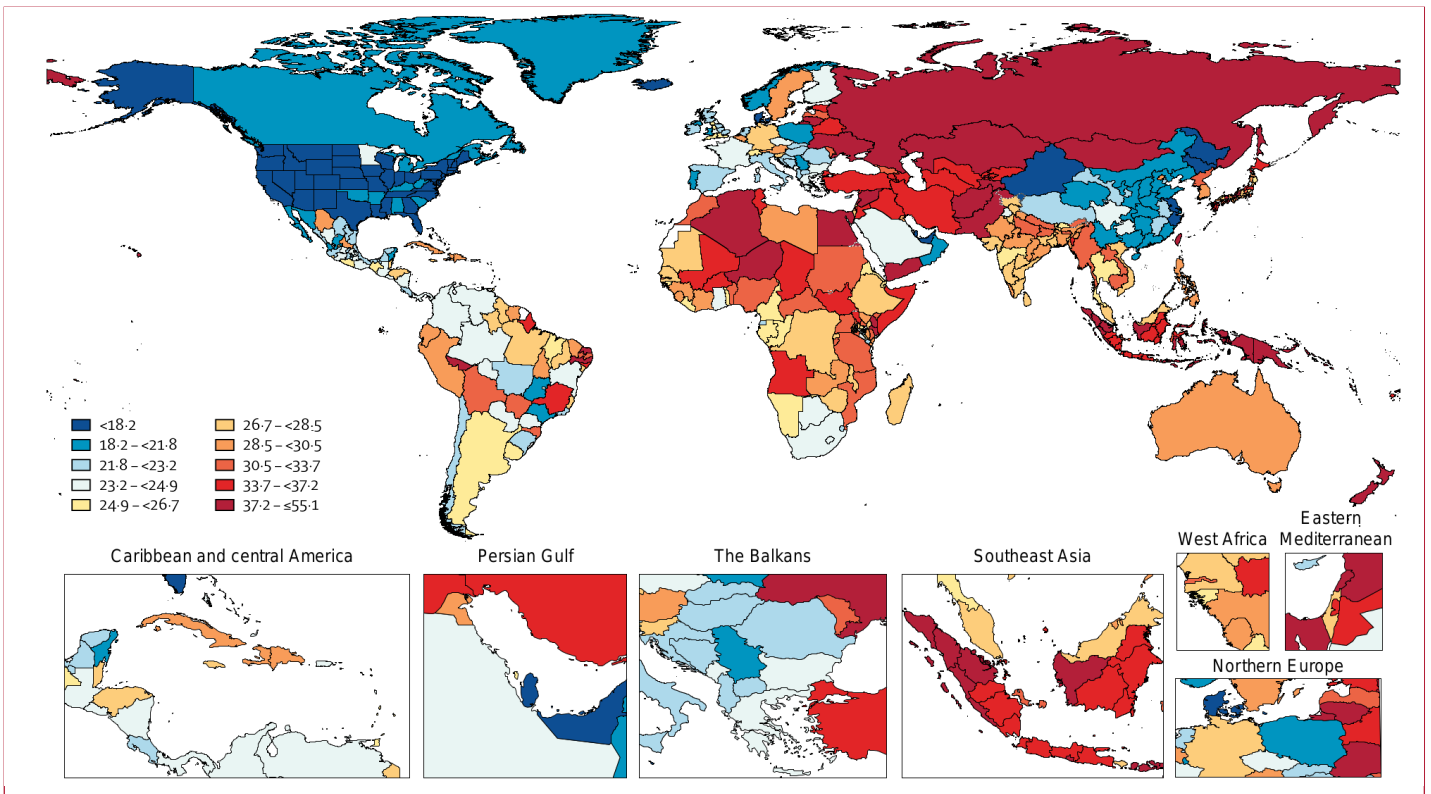 <18·2
18·2 – <21·8
21·8 – <23·2
23·2 – <24·9
24·9 – <26·7
26·7 – <28·5
28·5 – <30·5
30·5 – <33·7
33·7 – <37·2
37·2 – ≤55·1
Caribbean and central America
Persian Gulf
The Balkans
Southeast Asia
West Africa
Eastern
Mediterranean
Northern Europe